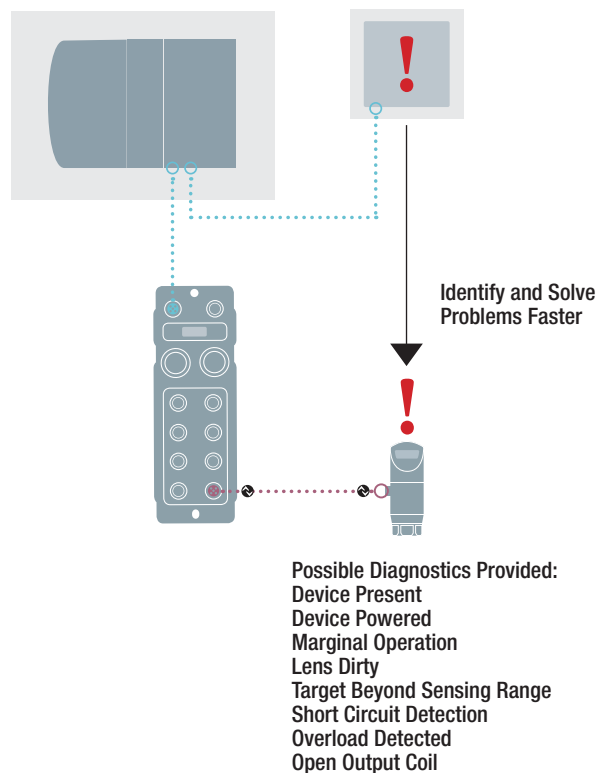 Identify and Solve
Problems Faster
Possible Diagnostics Provided:
Device Present
Device Powered
Marginal Operation
Lens Dirty
Target Beyond Sensing Range
Short Circuit Detection
Overload Detected
Open Output Coil